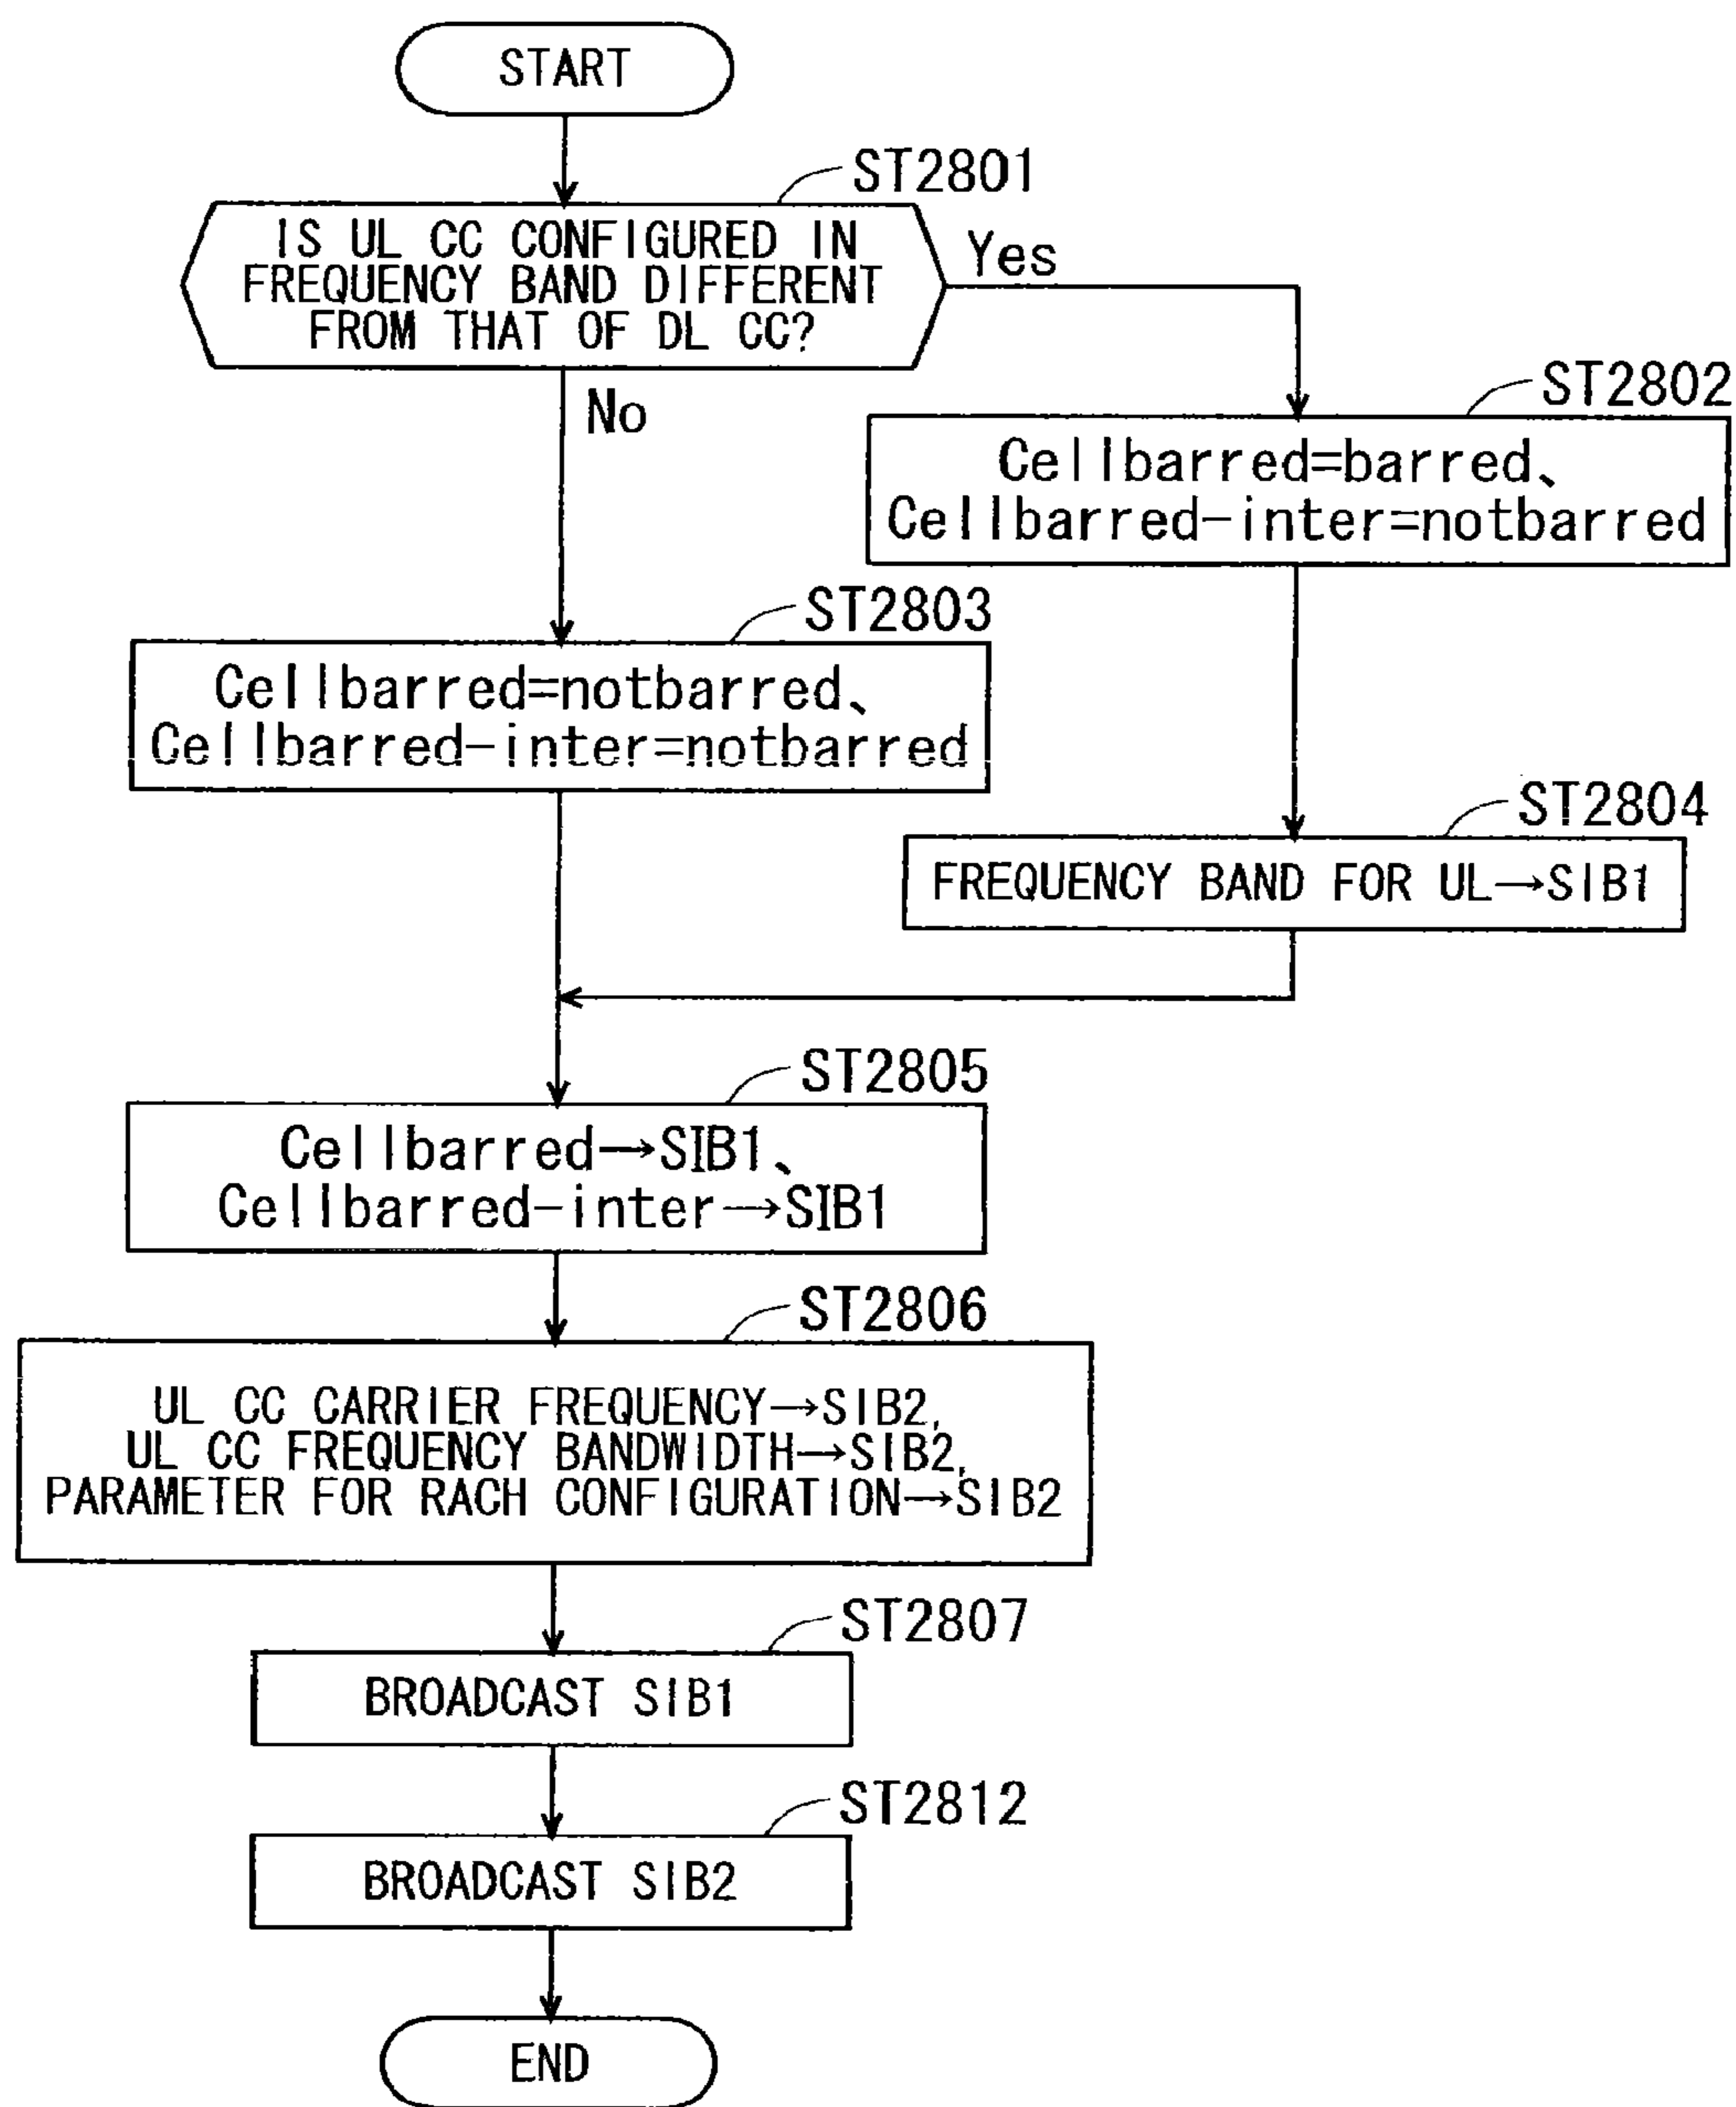 START
ST2801
IS UL CC CONFIGURED IN
FREQUENCY BAND DIFFERENT
FROM THAT OF DL CC?
Yes
No
ST2802
Cellbarred=barred、
Cellbarred-inter=notbarred
ST2803
Cellbarred=notbarred、
Cellbarred-inter=notbarred
ST2804
FREQUENCY BAND FOR UL→SIB1
ST2805
Cellbarred→SIB1、
Cellbarred-inter→SIB1
ST2806
UL CC CARRIER FREQUENCY→SIB2,
UL CC FREQUENCY BANDWIDTH→SIB2,
PARAMETER FOR RACH CONFIGURATION→SIB2
ST2807
BROADCAST SIB1
ST2812
BROADCAST SIB2
END